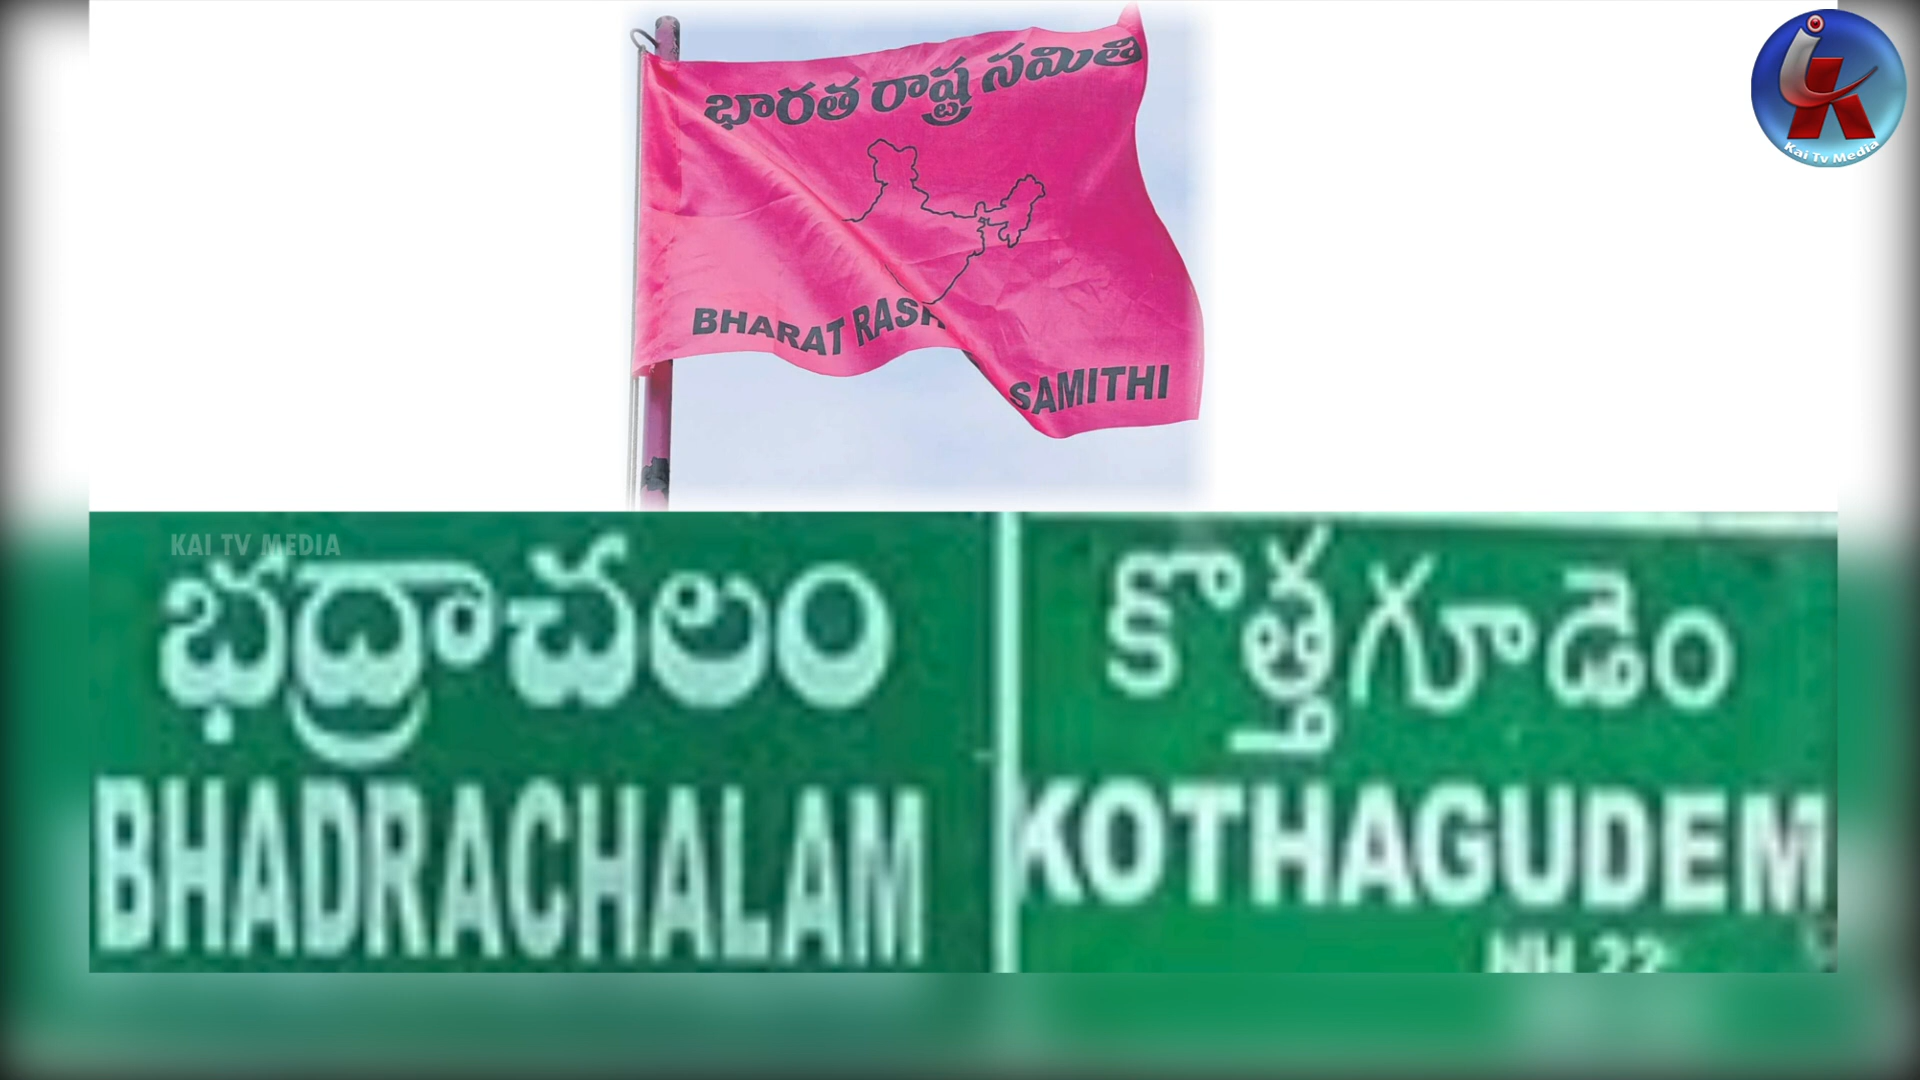 భారత రాష్ట్ర సమితి
BHARAT RASH
SAMITHI
Kai Tv Media
KAI TV MEDIA
భద్రాచలం
BHADRACHALAM
కొత్తగూడెం
KOTHAGUDEM